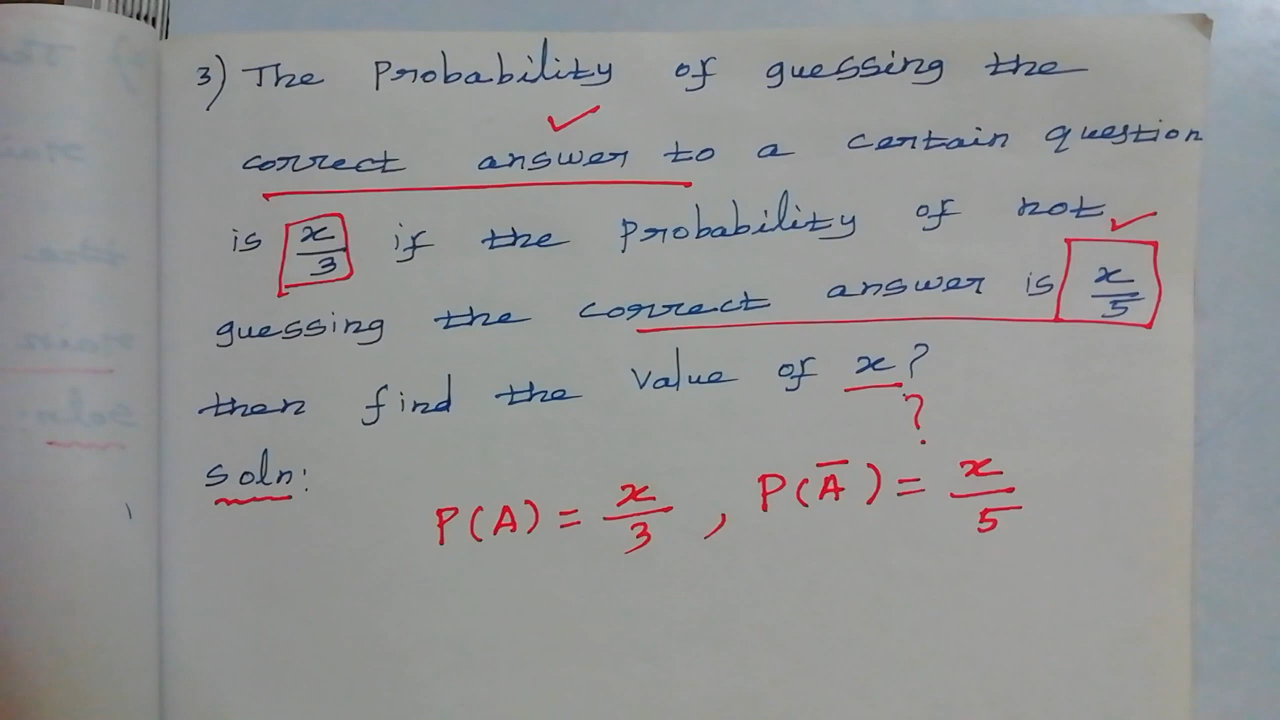 3) The Probability of guessing the
correct answer to a certain question
is x/3 if the probability of not
guessing the correct answer is x/5
then find the value of x?
?
Soln:
P(A) = x/3 , P(A̅) = x/5